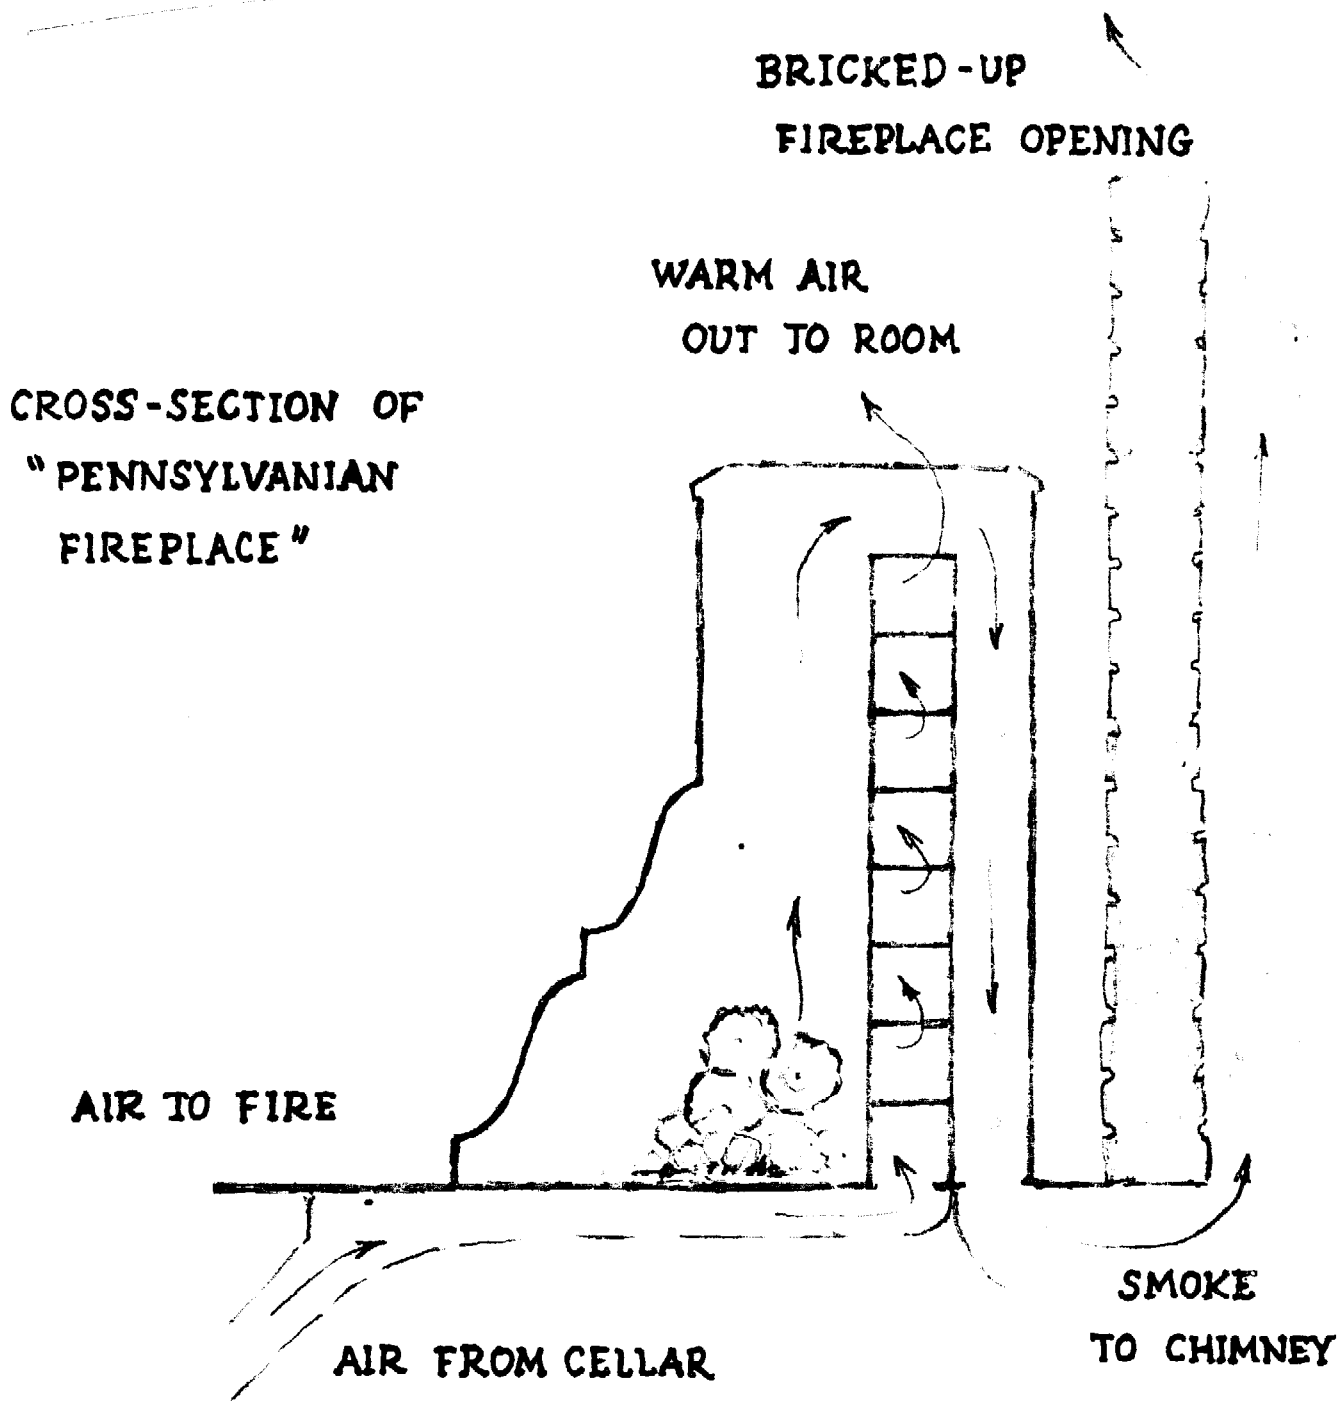 BRICKED-UP
FIREPLACE OPENING
WARM AIR
OUT TO ROOM
CROSS-SECTION OF
"PENNSYLVANIAN
FIREPLACE"
AIR TO FIRE
SMOKE
TO CHIMNEY
AIR FROM CELLAR